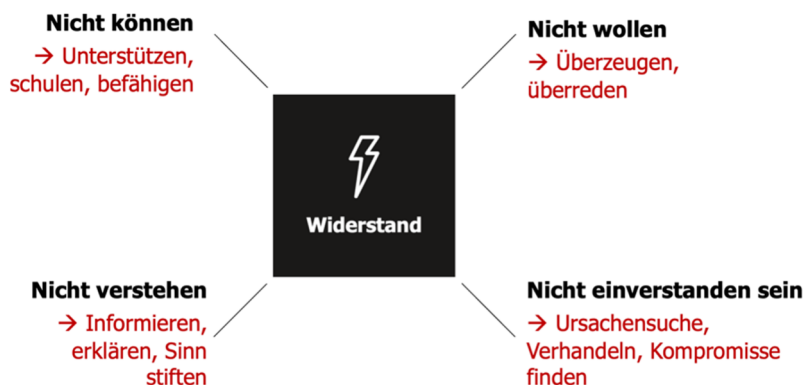 Nicht können
→ Unterstützen,
schulen, befähigen
Nicht wollen
→ Überzeugen,
überreden
Widerstand
Nicht verstehen
→ Informieren,
erklären, Sinn
stiften
Nicht einverstanden sein
→ Ursachensuche,
Verhandeln, Kompromisse
finden